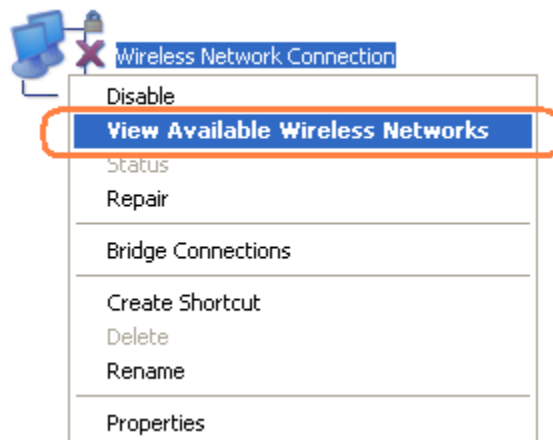 Wireless Network Connection
Disable
View Available Wireless Networks
Status
Repair
Bridge Connections
Create Shortcut
Delete
Rename
Properties